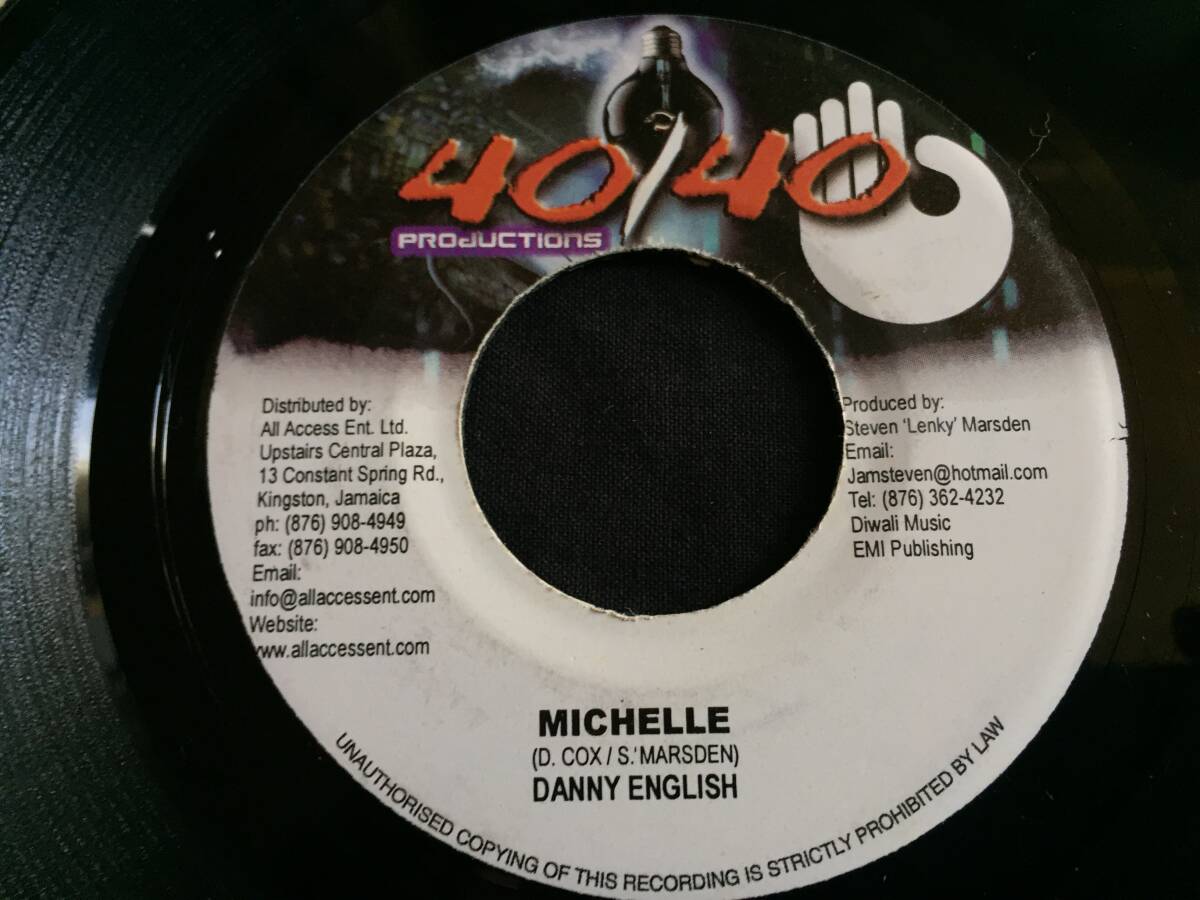 40/40
PRODUCTIONS
Distributed by:
All Access Ent. Ltd.
Upstairs Central Plaza,
13 Constant Spring Rd.,
Kingston, Jamaica
ph: (876) 908-4949
fax: (876) 908-4950
Email:
info@allaccessent.com
Website:
www.allaccessent.com
Produced by:
Steven 'Lenky' Marsden
Email:
Jamsteven@hotmail.com
Tel: (876) 362-4232
Diwali Music
EMI Publishing
MICHELLE
(D. COX / S.'MARSDEN)
DANNY ENGLISH
UNAUTHORISED COPYING OF THIS RECORDING IS STRICTLY PROHIBITED BY LAW